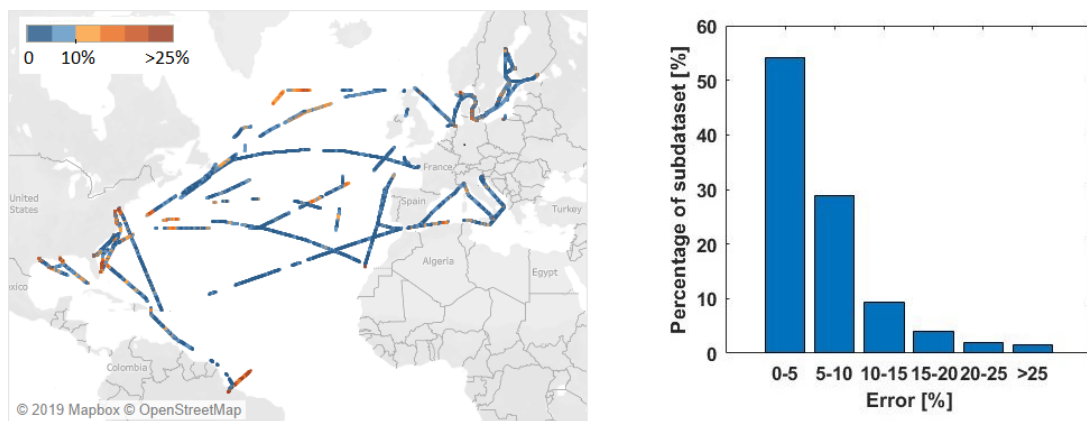 0 10% >25%
United
States
exico
Colombia
France
Spain
Algeria
Egypt
Turkey
© 2019 Mapbox © OpenStreetMap
Percentage of subdataset [%]
60
50
40
30
20
10
0
0-5 5-10 10-15 15-20 20-25 >25
Error [%]